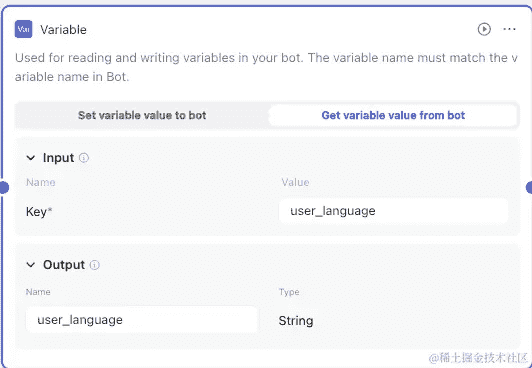 Var Variable
Used for reading and writing variables in your bot. The variable name must match the v
ariable name in Bot.
Set variable value to bot Get variable value from bot
Input
Name Value
Key* user_language
Output
Name Type
user_language String
@稀土掘金技术社区